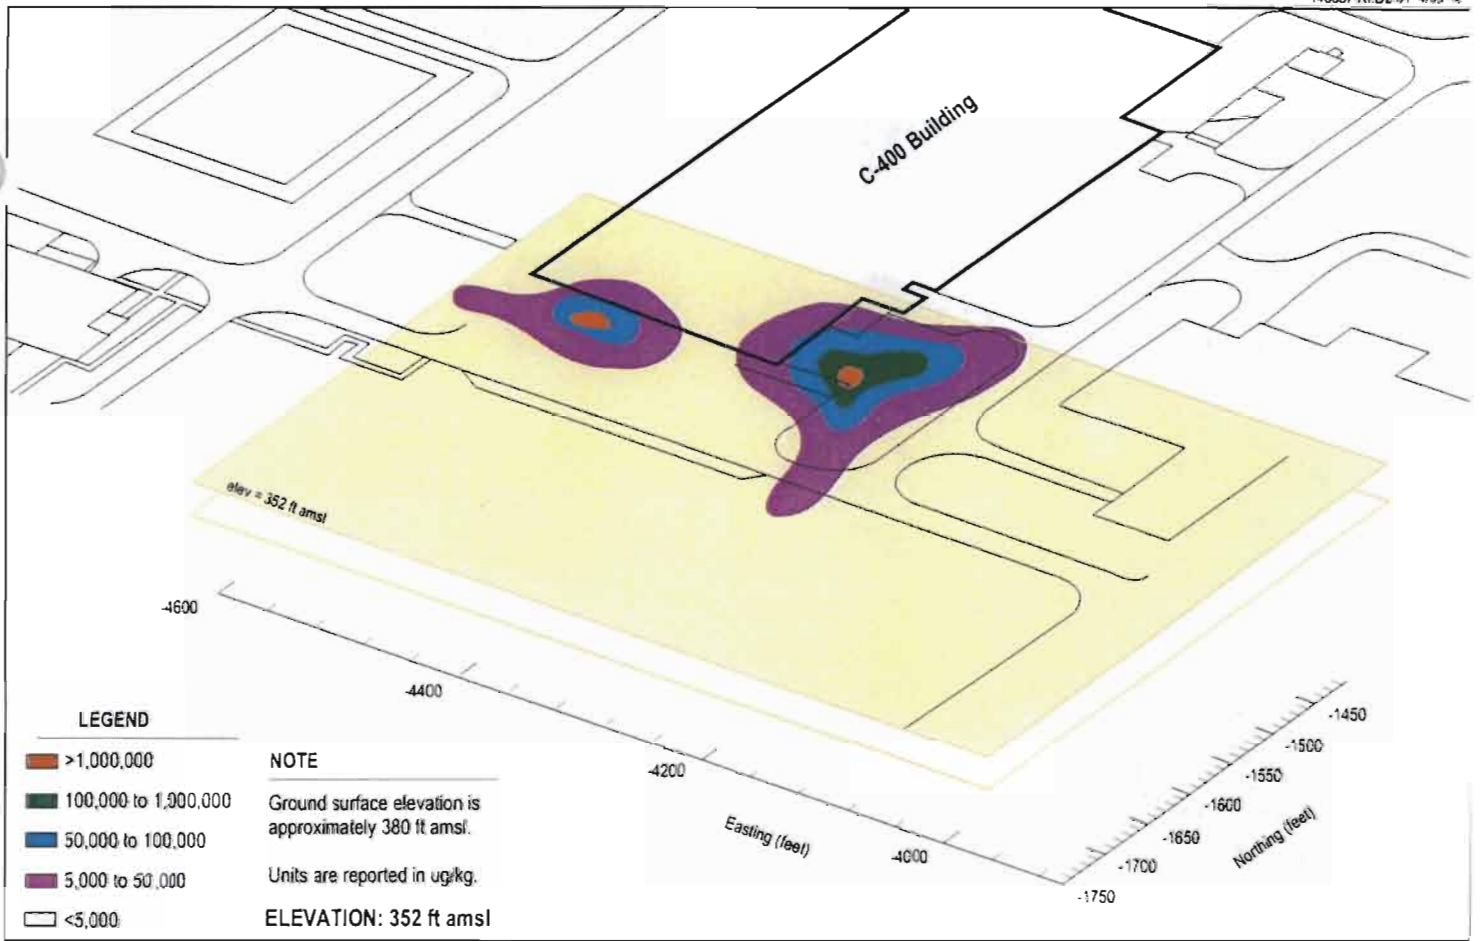 C-400 Building
elev = 352 ft amsl
-4600
-4400
-4200
-4000
Easting (feet)
-1450
-1500
-1550
-1600
-1650
-1700
-1750
Northing (feet)
LEGEND
>1,000,000
100,000 to 1,000,000
50,000 to 100,000
5,000 to 50,000
<5,000
NOTE
Ground surface elevation is
approximately 380 ft amsl.
Units are reported in ug/kg.
ELEVATION: 352 ft amsl